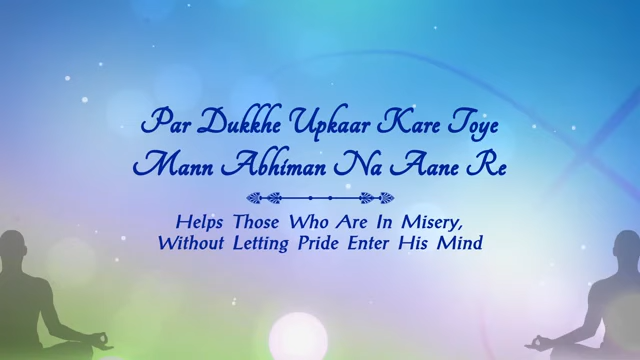 Par Dukkhe Upkaar Kare Toye
Mann Abhiman Na Aane Re
Helps Those Who Are In Misery,
Without Letting Pride Enter His Mind